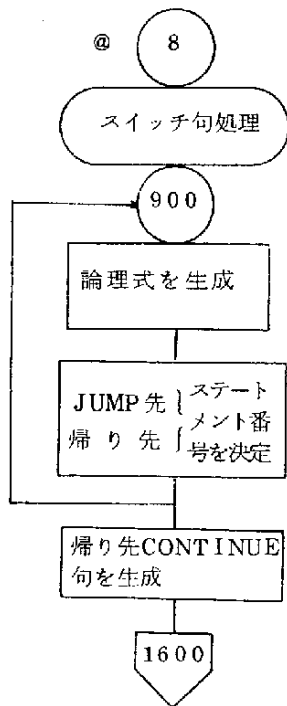 @ 8
スイッチ句処理
900
論理式を生成
JUMP先
帰り先
ステート
メント番
号を決定
帰り先CONTINUE
句を生成
1600